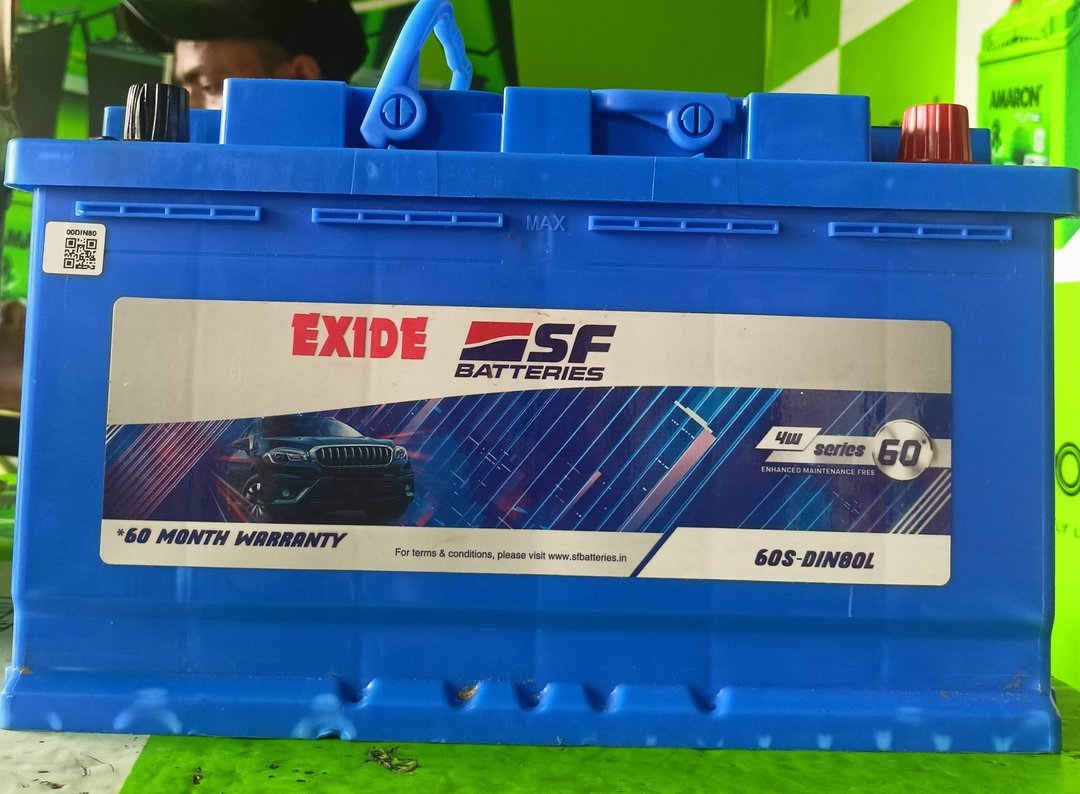 AMARON
MAX
00DIN80
EXIDE
SF
BATTERIES
4W series 60*
ENHANCED MAINTENANCE FREE
*60 MONTH WARRANTY
For terms & conditions, please visit www.sfbatteries.in
60S-DIN80L